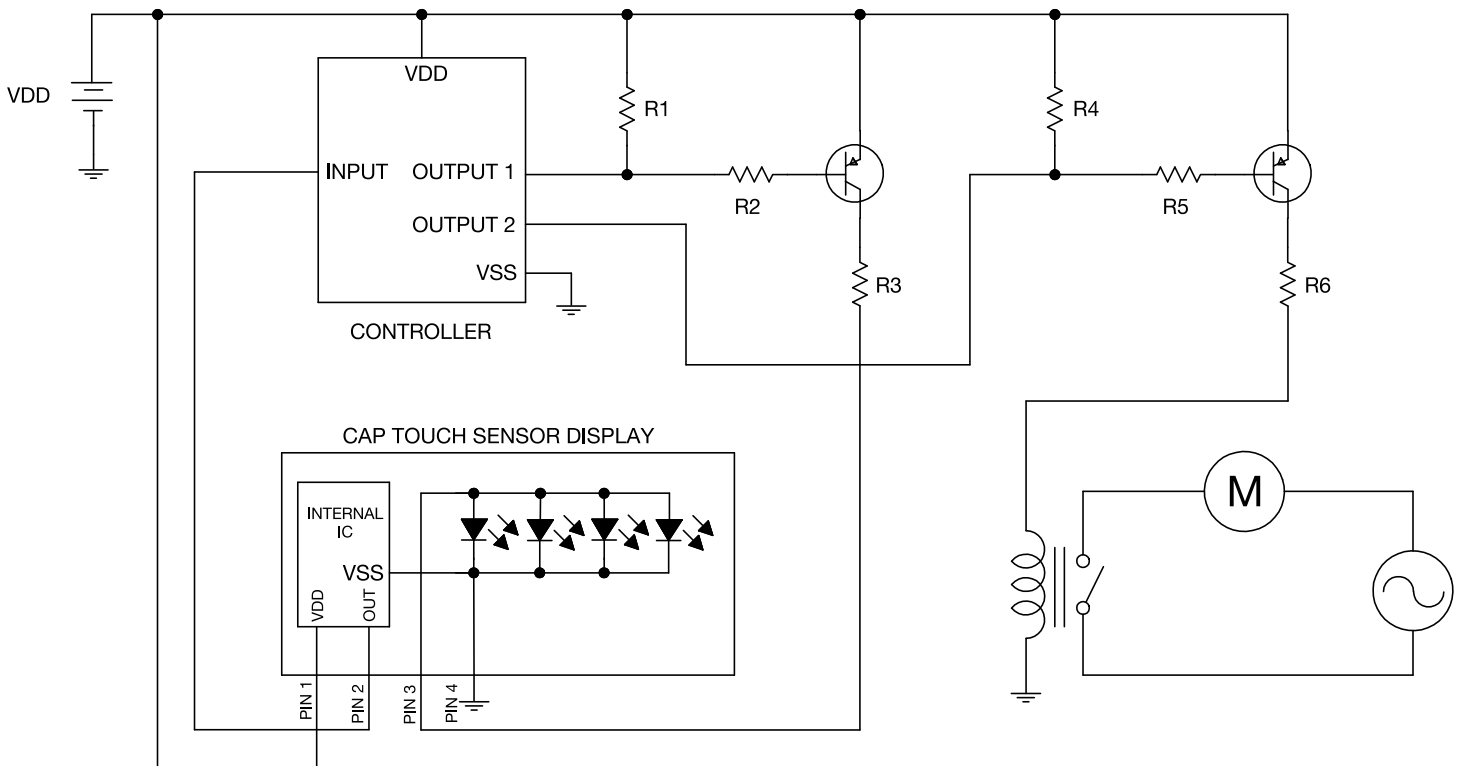 VDD
VDD
R1
R4
INPUT
OUTPUT 1
R2
R5
OUTPUT 2
VSS
R3
R6
CONTROLLER
CAP TOUCH SENSOR DISPLAY
INTERNAL
IC
VSS
VDD
OUT
M
PIN 1
PIN 2
PIN 3
PIN 4